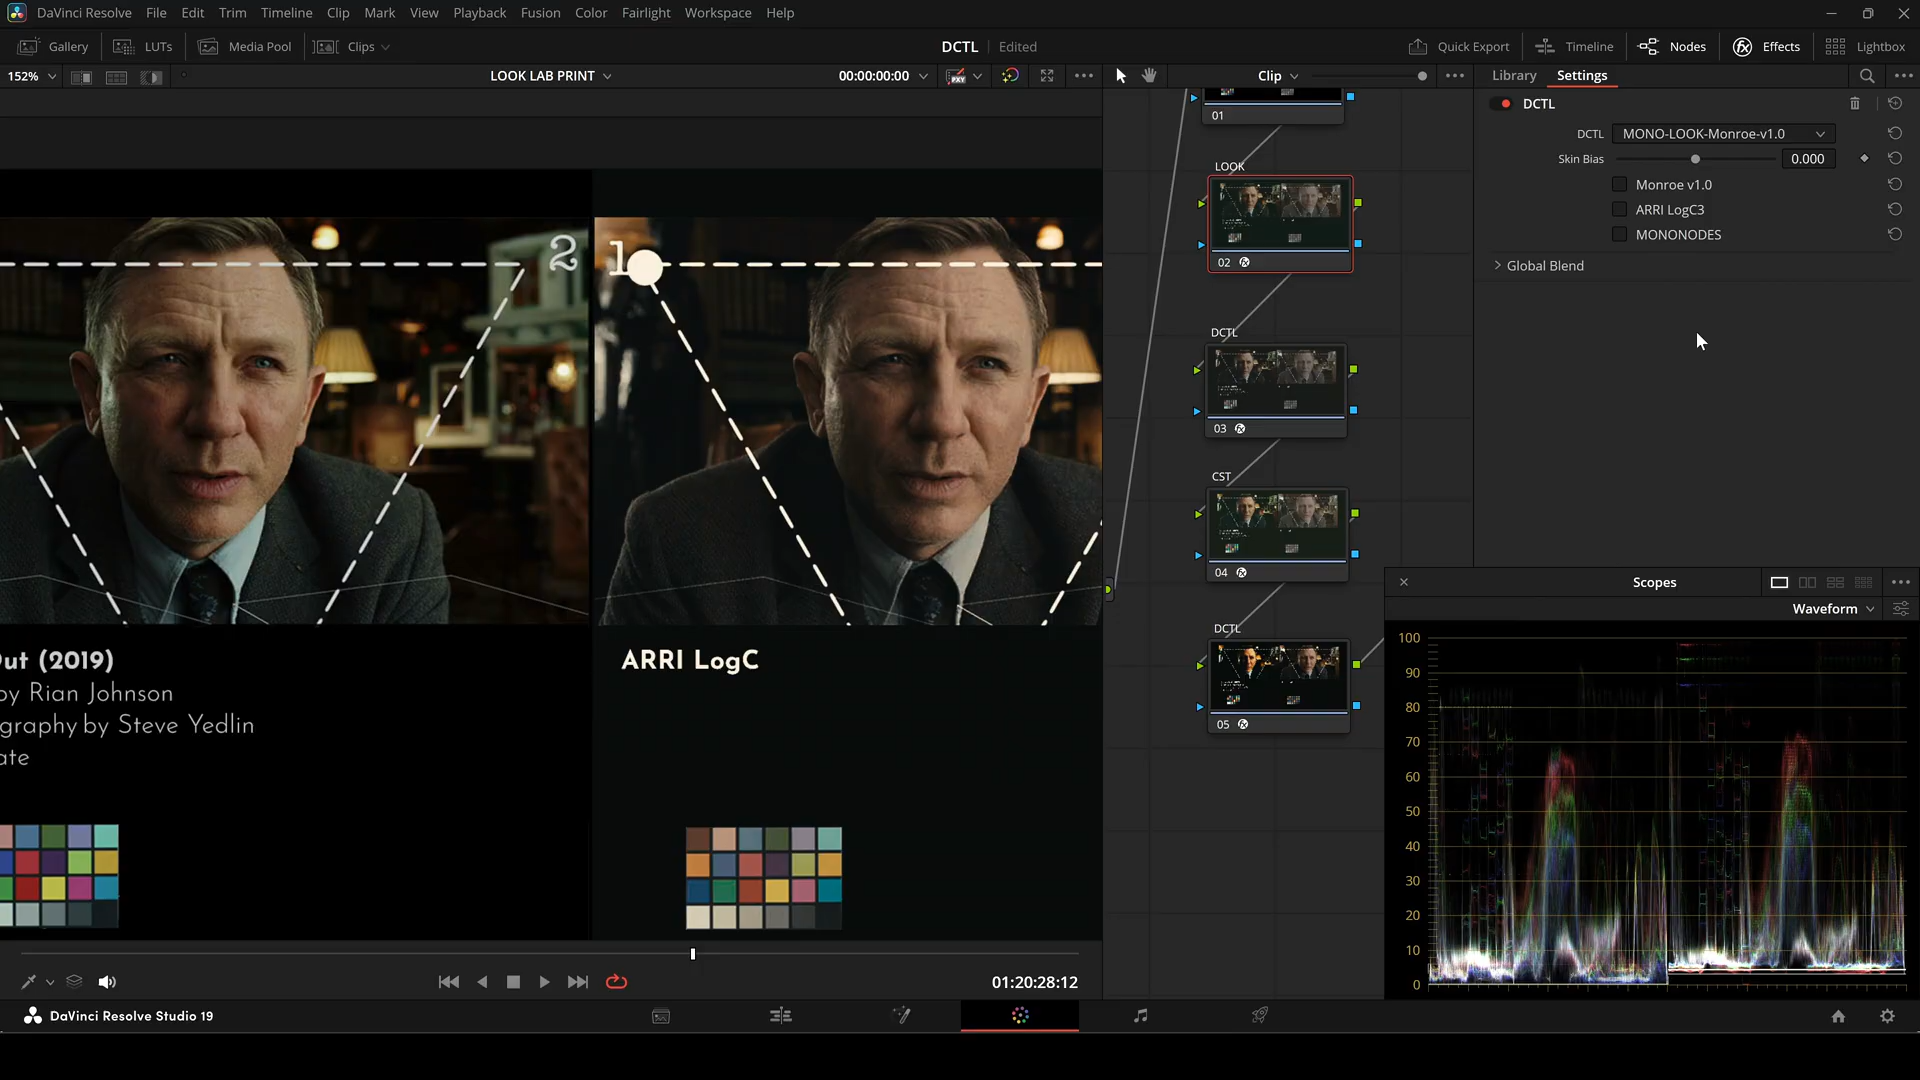 DaVinci Resolve File Edit Trim Timeline Clip Mark View Playback Fusion Color Fairlight Workspace Help
Gallery LUTs Media Pool Clips DCTL Edited Quick Export Timeline Nodes Effects Lightbox
152% LOOK LAB PRINT 00:00:00:00 Clip Library Settings
DCTL
DCTL MONO-LOOK-Monroe-v1.0
Skin Bias 0.000
Monroe v1.0
ARRI LogC3
MONONODES
Global Blend
01
LOOK
02
DCTL
03
CST
04
DCTL
05
2
1
ut (2019)
by Rian Johnson
graphy by Steve Yedlin
ate
ARRI LogC
Scopes
Waveform
100
90
80
70
60
50
40
30
20
10
0
01:20:28:12
DaVinci Resolve Studio 19